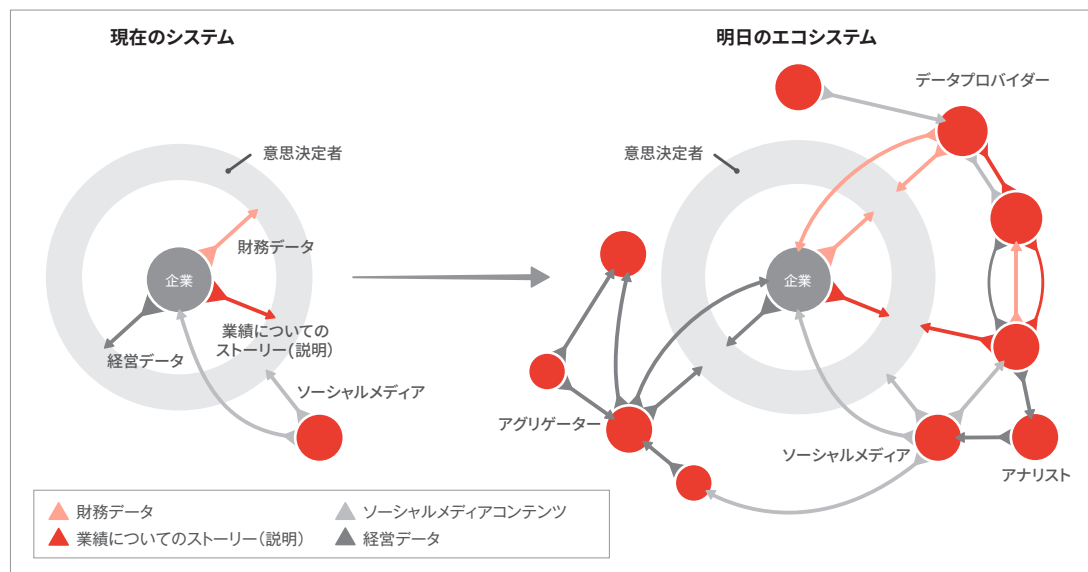 現在のシステム
意思決定者
財務データ
企業
業績についての
ストーリー(説明)
経営データ
ソーシャルメディア
明日のエコシステム
データプロバイダー
意思決定者
企業
アグリゲーター
ソーシャルメディア
アナリスト
財務データ
ソーシャルメディアコンテンツ
業績についてのストーリー(説明)
経営データ